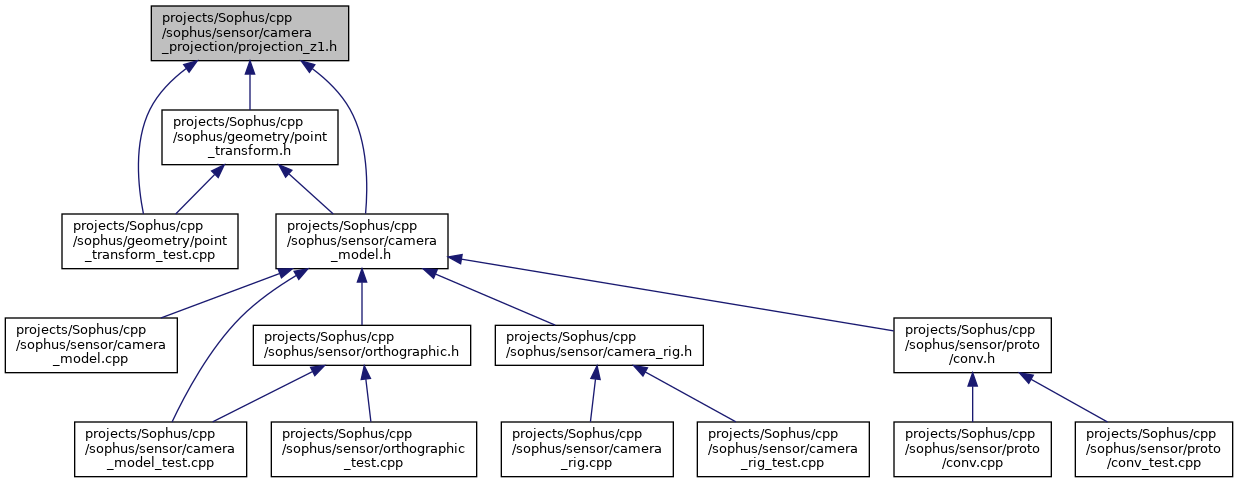 projects/Sophus/cpp
/sophus/sensor/camera
_projection/projection_z1.h
projects/Sophus/cpp
/sophus/geometry/point
_transform.h
projects/Sophus/cpp
/sophus/geometry/point
_transform_test.cpp
projects/Sophus/cpp
/sophus/sensor/camera
_model.h
projects/Sophus/cpp
/sophus/sensor/camera
_model.cpp
projects/Sophus/cpp
/sophus/sensor/orthographic.h
projects/Sophus/cpp
/sophus/sensor/camera_rig.h
projects/Sophus/cpp
/sophus/sensor/proto
/conv.h
projects/Sophus/cpp
/sophus/sensor/camera
_model_test.cpp
projects/Sophus/cpp
/sophus/sensor/orthographic
_test.cpp
projects/Sophus/cpp
/sophus/sensor/camera
_rig.cpp
projects/Sophus/cpp
/sophus/sensor/camera
_rig_test.cpp
projects/Sophus/cpp
/sophus/sensor/proto
/conv.cpp
projects/Sophus/cpp
/sophus/sensor/proto
/conv_test.cpp